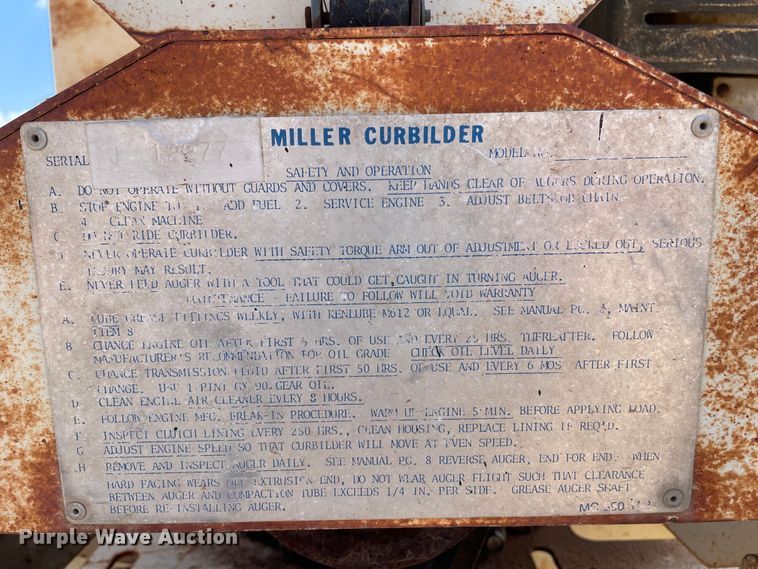 MILLER CURBILDER
SERIAL J 12277 MODEL NO.
SAFETY AND OPERATION
A. DO NOT OPERATE WITHOUT GUARDS AND COVERS. KEEP HANDS CLEAR OF AUGERS DURING OPERATION.
B. STOP ENGINE TO 1. ADD FUEL 2. SERVICE ENGINE 3. ADJUST BELTS OR CHAIN
4. CLEAN MACHINE
C. DO NOT RIDE CURBILDER.
D. NEVER OPERATE CURBILDER WITH SAFETY TORQUE ARM OUT OF ADJUSTMENT OR LOCKED OUT, SERIOUS
INJURY MAY RESULT.
E. NEVER FEED AUGER WITH A TOOL THAT COULD GET CAUGHT IN TURNING AUGER.
MAINTENANCE - FAILURE TO FOLLOW WILL VOID WARRANTY
A. LUBE GREASE FITTINGS WEEKLY, WITH KENLUBE M612 OR EQUAL. SEE MANUAL PG. MAINT.
ITEM 8
B CHANGE ENGINE OIL AFTER FIRST 5 HRS. OF USE AND EVERY 25 HRS. THEREAFTER. FOLLOW
MANUFACTURER'S RECOMMENDATION FOR OIL GRADE CHECK OIL LEVEL DAILY
C. CHANGE TRANSMISSION FLUID AFTER FIRST 50 HRS. OF USE AND EVERY 6 MOS AFTER FIRST
CHANGE. USE 1 PINT GX 90 GEAR OIL.
D CLEAN ENGINE AIR CLEANER EVERY 8 HOURS.
E. FOLLOW ENGINE MFG. BREAK-IN PROCEDURE. WARM UP ENGINE 5 MIN. BEFORE APPLYING LOAD.
F INSPECT CLUTCH LINING EVERY 250 HRS., CLEAN HOUSING, REPLACE LINING IF REQ'D.
G ADJUST ENGINE SPEED SO THAT CURBILDER WILL MOVE AT EVEN SPEED.
H REMOVE AND INSPECT AUGER DAILY. SEE MANUAL PG. 8 REVERSE AUGER, END FOR END. WHEN
HARD FACING WEARS OFF EXTRUSION END, DO NOT WEAR AUGER FLIGHT SUCH THAT CLEARANCE
BETWEEN AUGER AND COMPACTION TUBE EXCEEDS 1/4 IN. PER SIDE. GREASE AUGER SHAFT
BEFORE RE-INSTALLING AUGER. MC
Purple Wave Auction